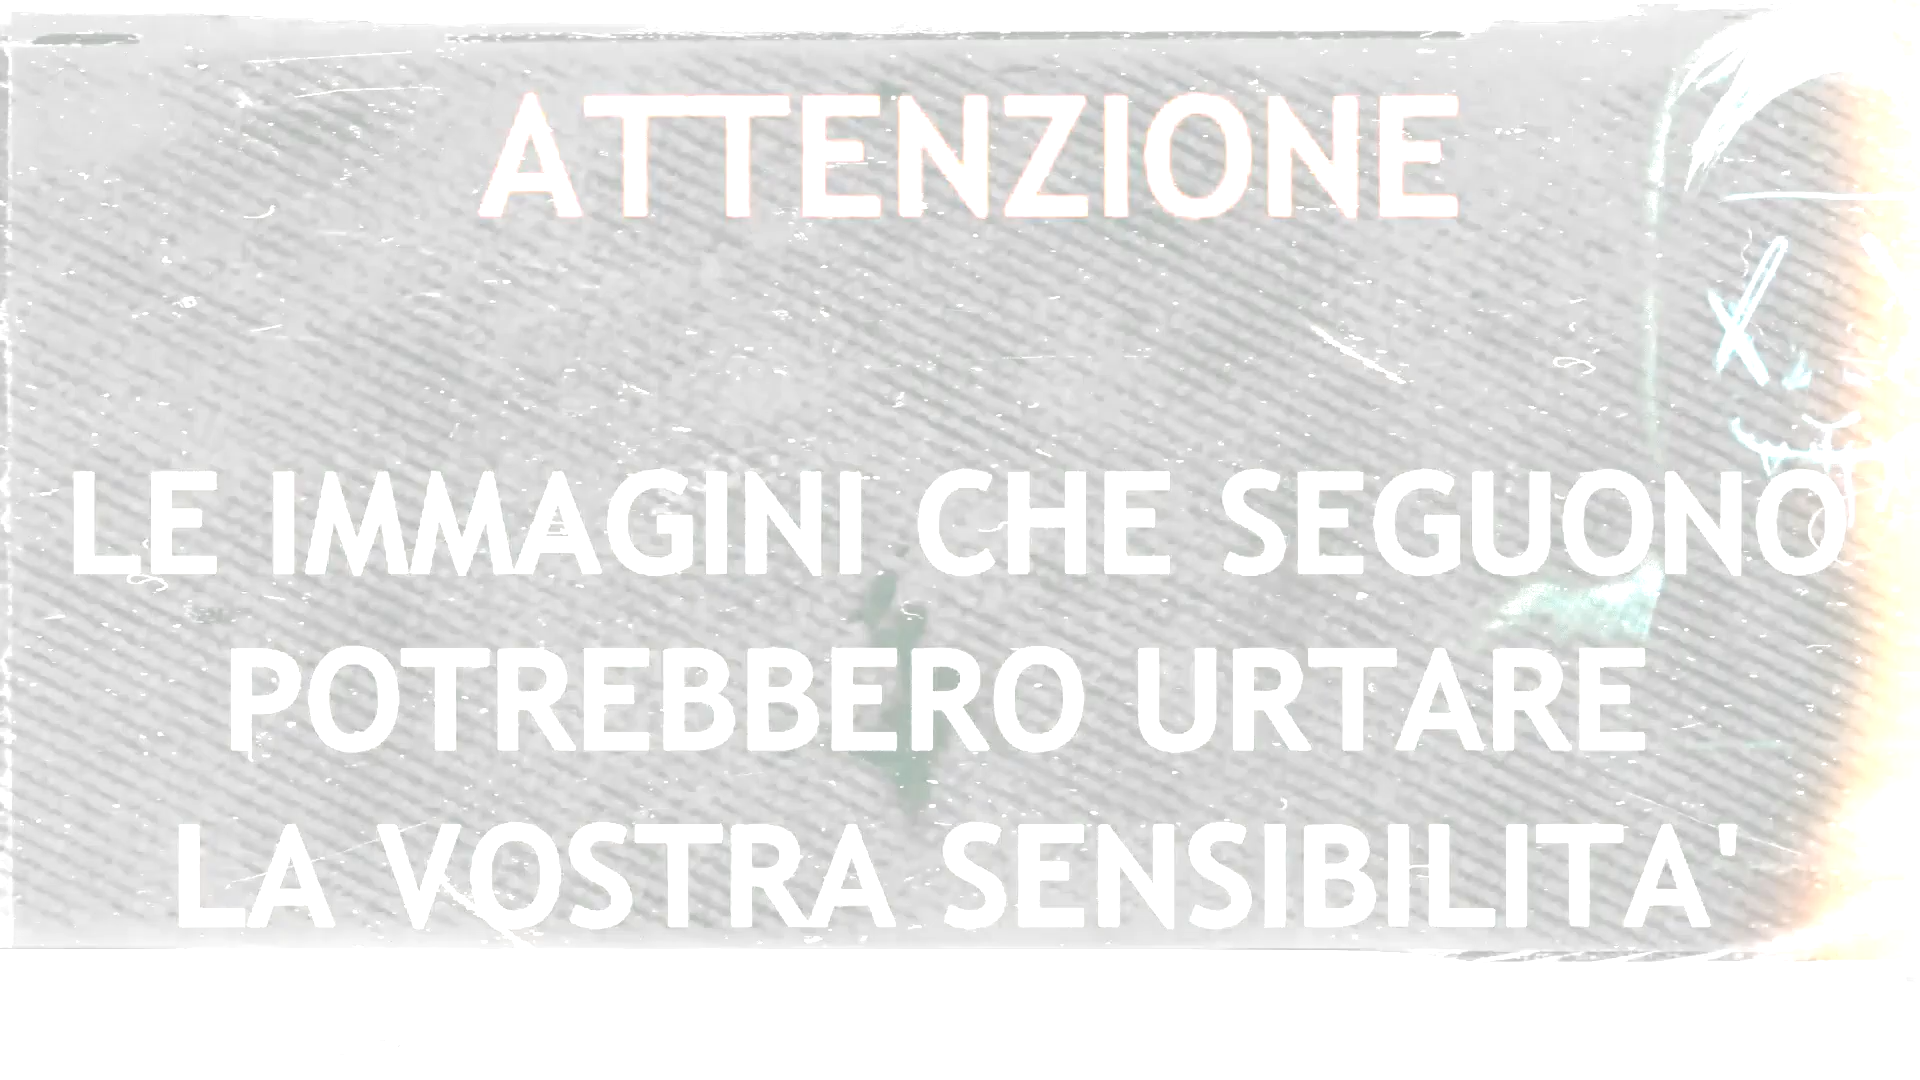 ATTENZIONE
LE IMMAGINI CHE SEGUONO
POTREBBERO URTARE
LA VOSTRA SENSIBILITA'